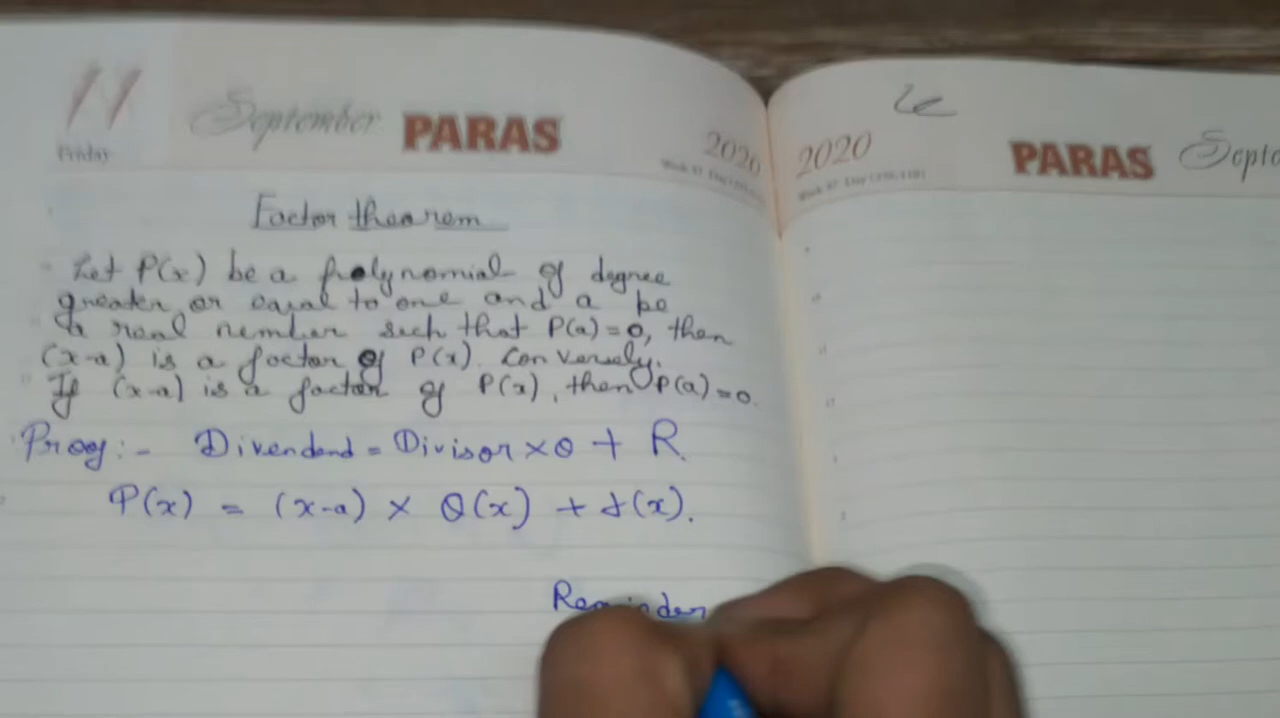 11 September PARAS 2020
Friday
Factor theorem
Let P(x) be a polynomial of degree
greater or equal to one and a be
a real number such that P(a)=0, then
(x-a) is a factor of P(x). Conversely.
If (x-a) is a factor of P(x), then P(a)=0.
Proof:- Dividend = Divisor × Q + R.
P(x) = (x-a) × Q(x) + r(x).
Reminder
2020 PARAS Septe